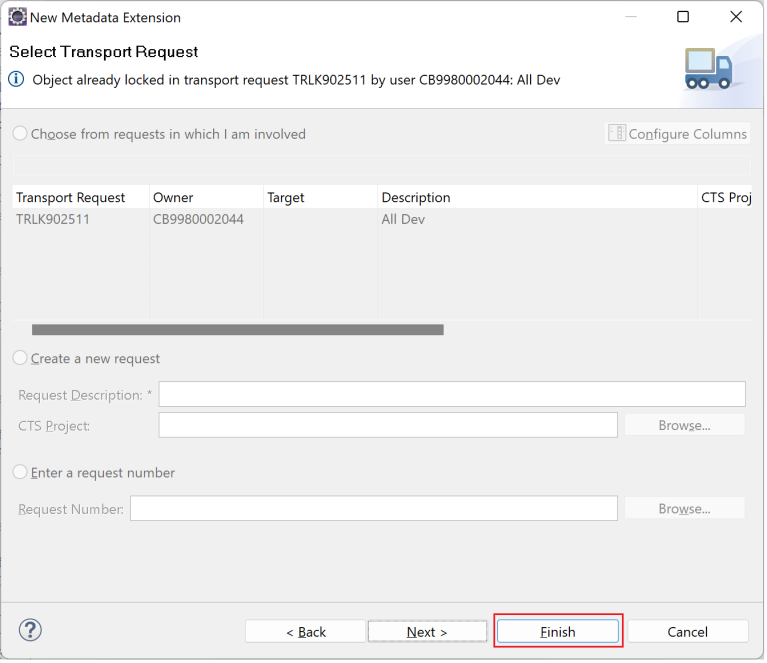 New Metadata Extension
Select Transport Request
Object already locked in transport request TRLK902511 by user CB9980002044: All Dev
Choose from requests in which I am involved
Configure Columns
Transport Request Owner Target Description CTS Proj
TRLK902511 CB9980002044 All Dev
Create a new request
Request Description: *
CTS Project: Browse...
Enter a request number
Request Number: Browse...
? < Back Next > Finish Cancel